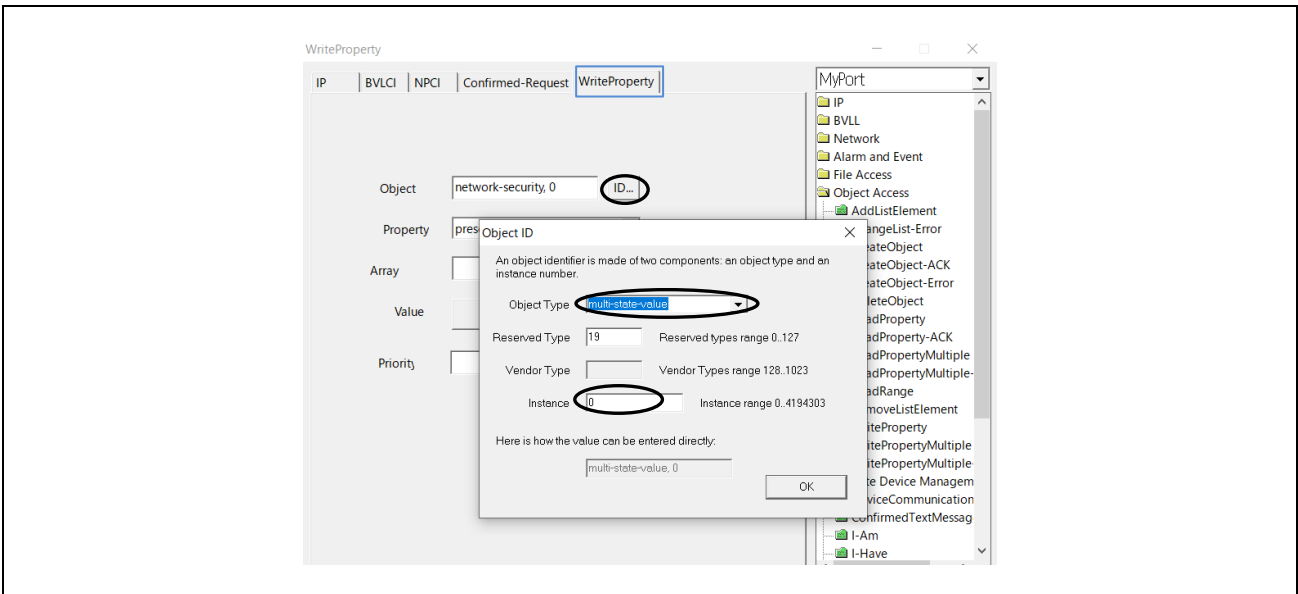 WriteProperty
IP BVLCI NPCI Confirmed-Request WriteProperty
Object network-security, 0 ID...
Property pres
Array
Value
Priority
Object ID
An object identifier is made of two components: an object type and an
instance number.
Object Type multi-state-value
Reserved Type 19 Reserved types range 0..127
Vendor Type Vendor Types range 128..1023
Instance 0 Instance range 0..4194303
Here is how the value can be entered directly:
multi-state-value, 0
OK
MyPort
IP
BVLL
Network
Alarm and Event
File Access
Object Access
AddListElement
angeList-Error
eateObject
eateObject-ACK
eateObject-Error
leteObject
adProperty
adProperty-ACK
adPropertyMultiple
adPropertyMultiple-
adRange
moveListElement
iteProperty
itePropertyMultiple
itePropertyMultiple-
te Device Managem
viceCommunication
ConfirmedTextMessag
I-Am
I-Have